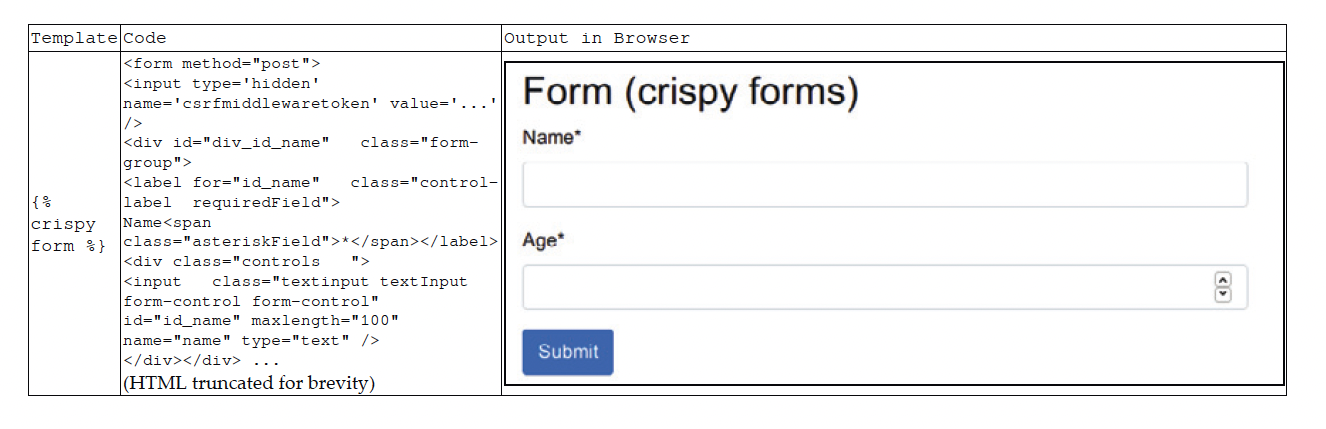 Template Code Output in Browser
{%
crispy
form %}
<form method="post">
<input type='hidden'
name='csrfmiddlewaretoken' value='...'
/>
<div id="div_id_name"   class="form-
group">
<label for="id_name"   class="control-
label  requiredField">
Name<span
class="asteriskField">*</span></label>
<div class="controls   ">
<input   class="textinput textInput
form-control form-control"
id="id_name" maxlength="100"
name="name" type="text" />
</div></div> ...
(HTML truncated for brevity)
Form (crispy forms)
Name*
Age*
Submit